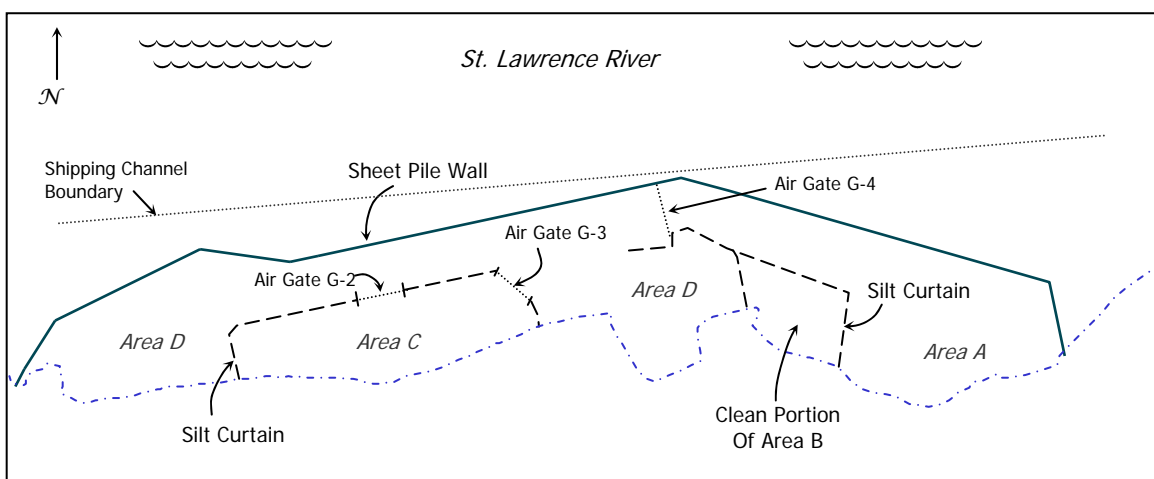 St. Lawrence River
N
Shipping Channel
Boundary
Sheet Pile Wall
Air Gate G-4
Air Gate G-3
Air Gate G-2
Area D
Silt Curtain
Area D
Area C
Area A
Clean Portion
Of Area B
Silt Curtain